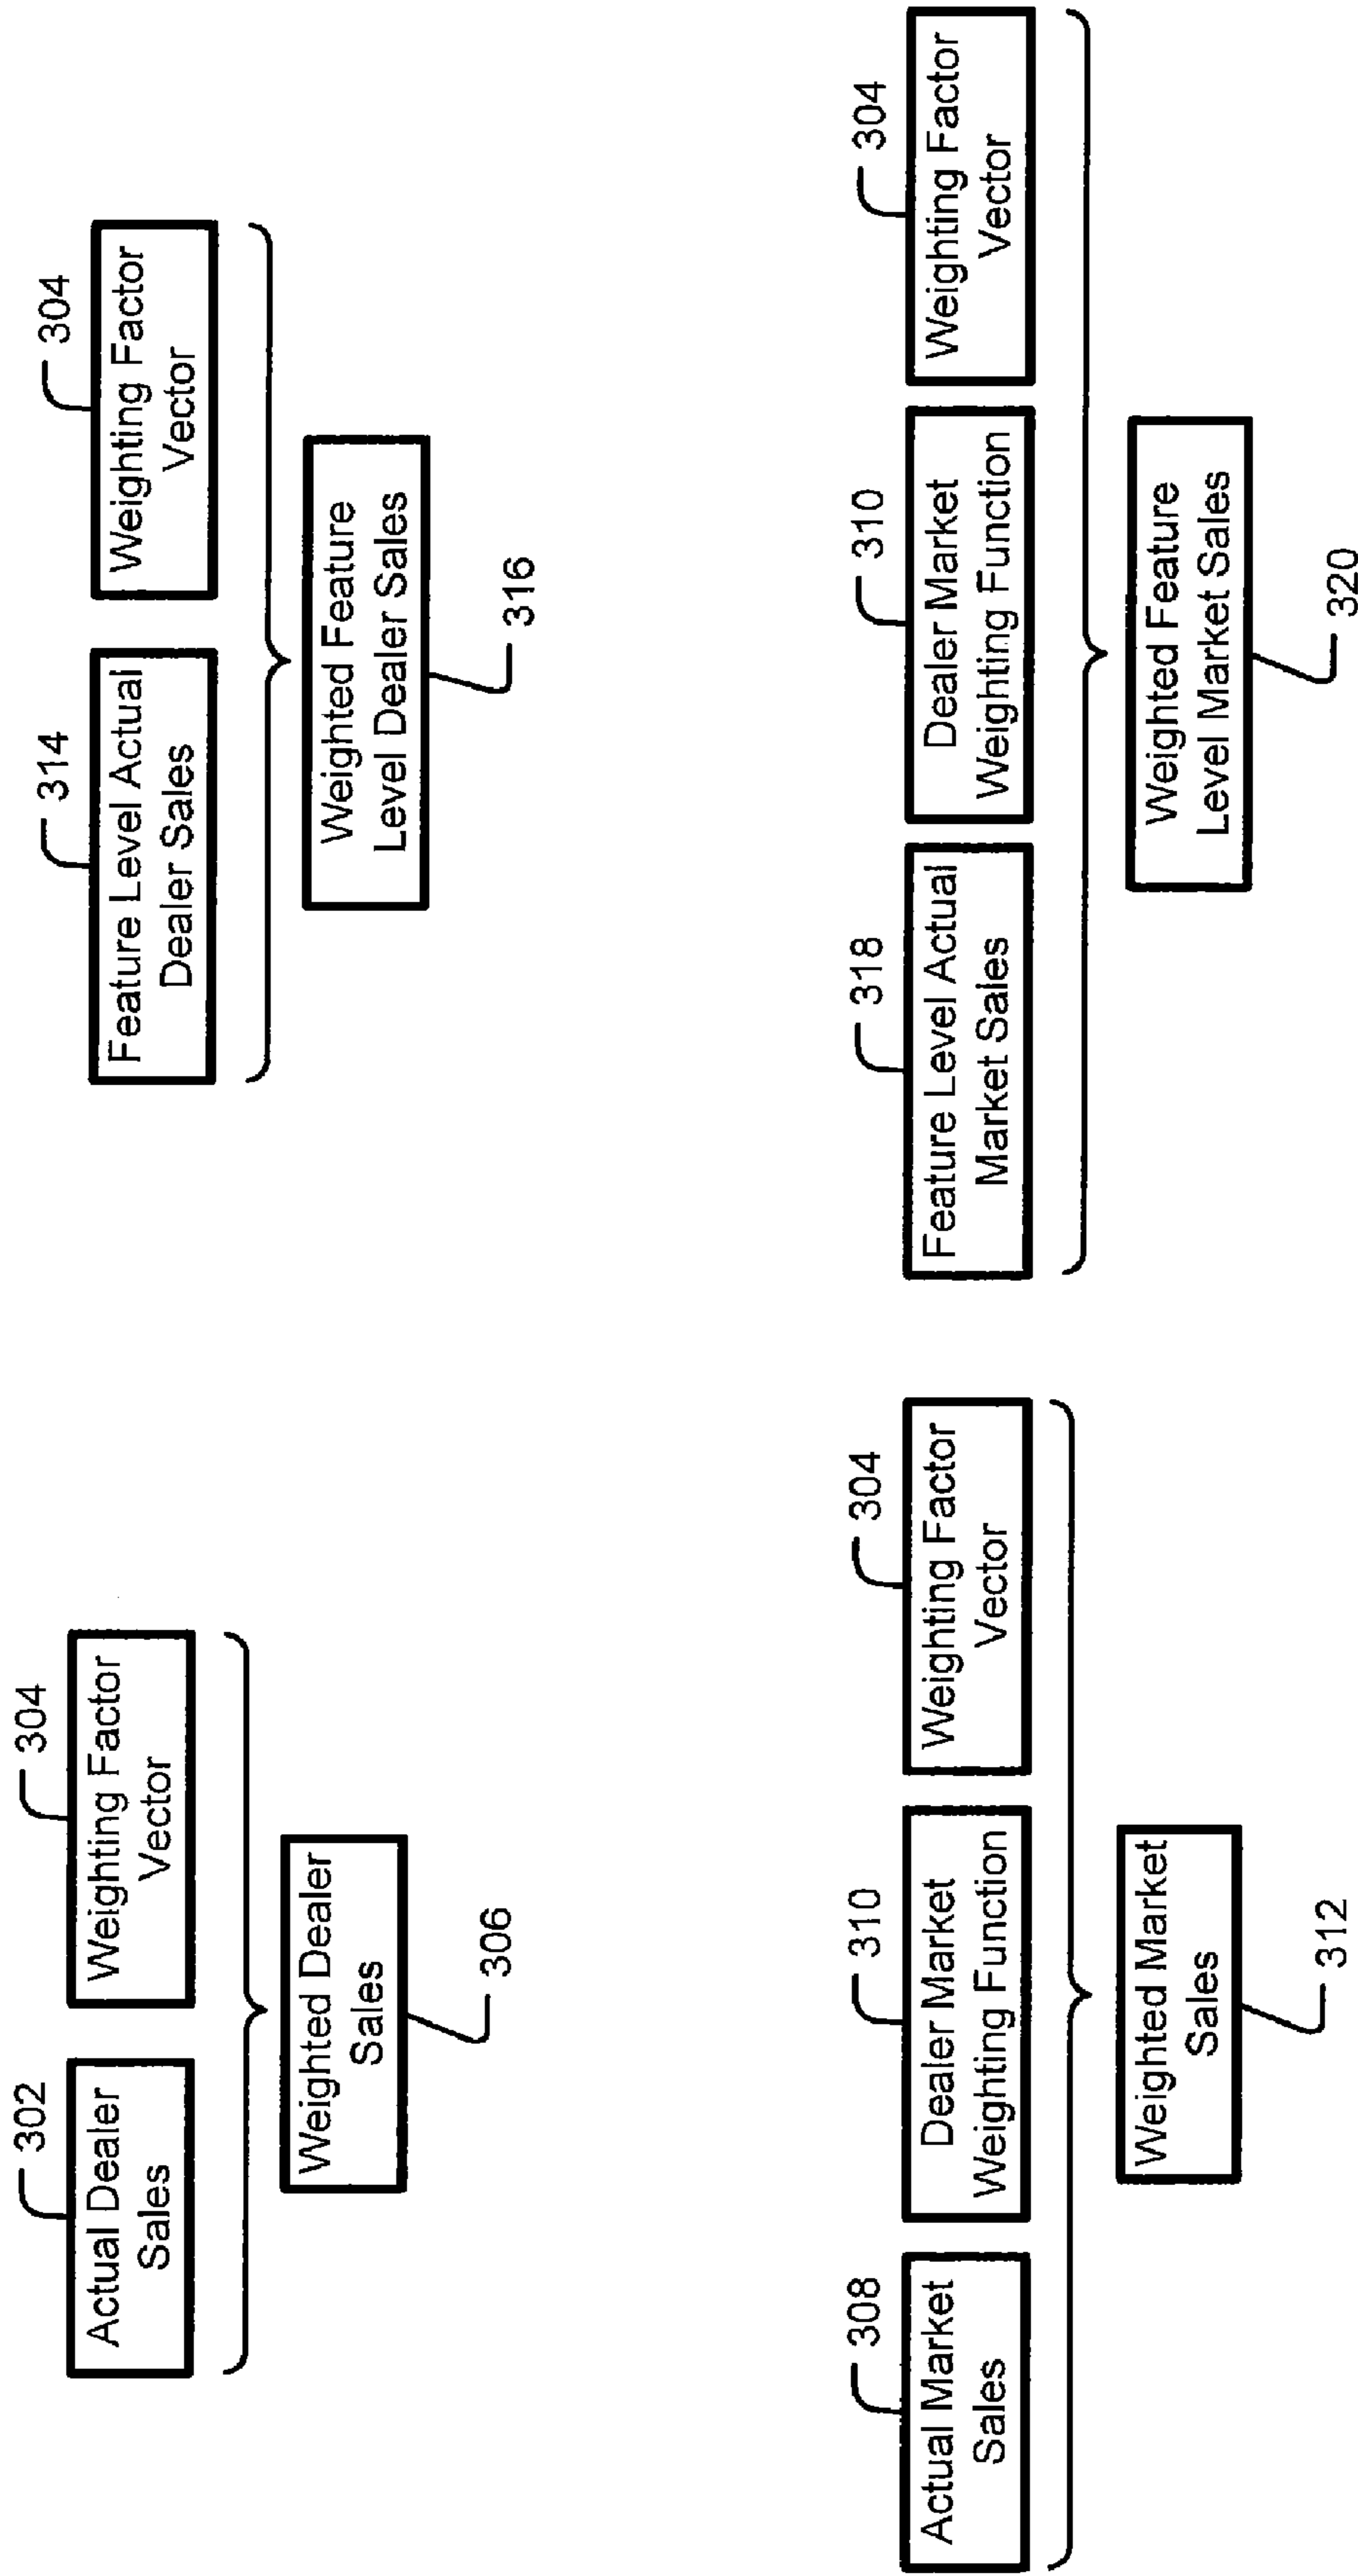 302
304
Actual Dealer
Sales
Weighting Factor
Vector
Weighted Dealer
Sales
306
314
304
Feature Level Actual
Dealer Sales
Weighting Factor
Vector
Weighted Feature
Level Dealer Sales
316
308
310
304
Actual Market
Sales
Dealer Market
Weighting Function
Weighting Factor
Vector
Weighted Market
Sales
312
318
310
304
Feature Level Actual
Market Sales
Dealer Market
Weighting Function
Weighting Factor
Vector
Weighted Feature
Level Market Sales
320